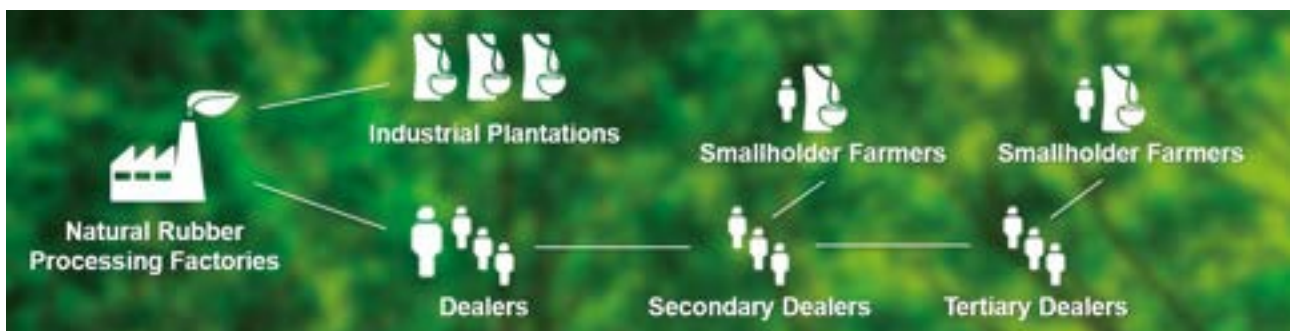 Industrial Plantations
Smallholder Farmers
Smallholder Farmers
Natural Rubber
Processing Factories
Dealers
Secondary Dealers
Tertiary Dealers